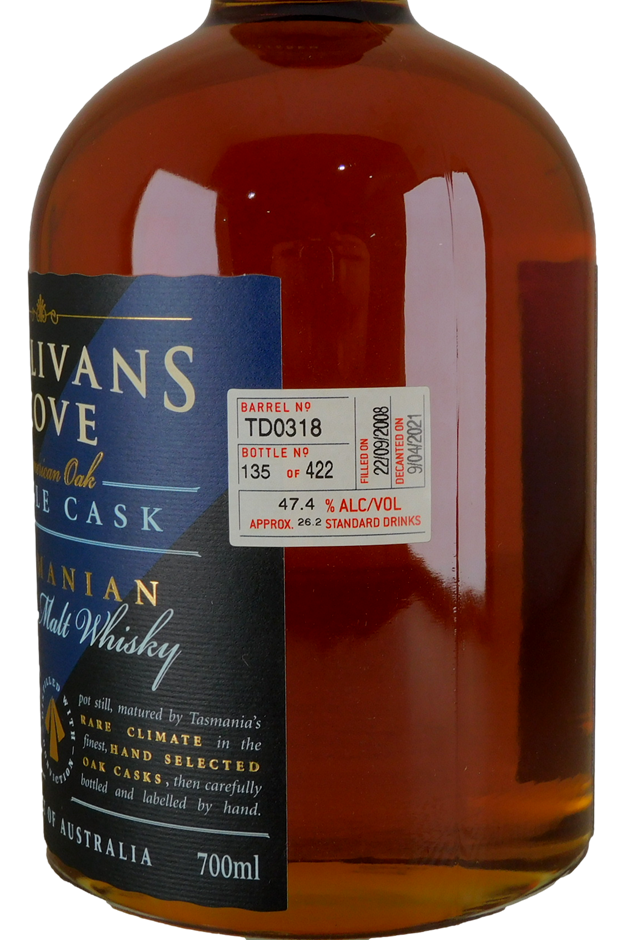 LIVANS
OVE
rican Oak
LE CASK
MANIAN
Malt Whisky
pot still, matured by Tasmania's
RARE CLIMATE in the
finest, HAND SELECTED
OAK CASKS, then carefully
bottled and labelled by hand.
OF AUSTRALIA
700ml
BARREL Nº
TD0318
BOTTLE Nº
135 OF 422
FILLED ON
22/09/2008
DECANTED ON
9/04/2021
47.4 % ALC/VOL
APPROX. 26.2 STANDARD DRINKS